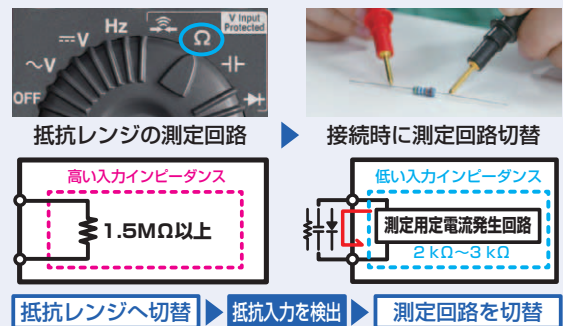 Hz
V Input
Protected
⎓V
Ω
～V
OFF
抵抗レンジの測定回路
接続時に測定回路切替
高い入力インピーダンス
1.5MΩ以上
低い入力インピーダンス
測定用定電流発生回路
2kΩ～3kΩ
抵抗レンジへ切替
抵抗入力を検出
測定回路を切替